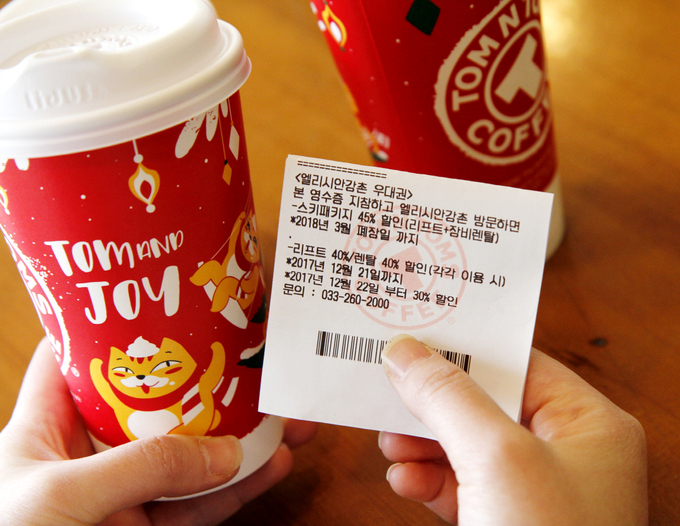 TOM AND
JOY
TOM N TOMS
COFFEE
<엘리시안강촌 우대권>
본 영수증 지참하고 엘리시안강촌 방문하면
-스키패키지 45% 할인(리프트+장비렌탈)
*2018년 3월 폐장일 까지
.
-리프트 40%/렌탈 40% 할인(각각 이용 시)
*2017년 12월 21일까지
*2017년 12월 22일 부터 30% 할인
문의 : 033-260-2000